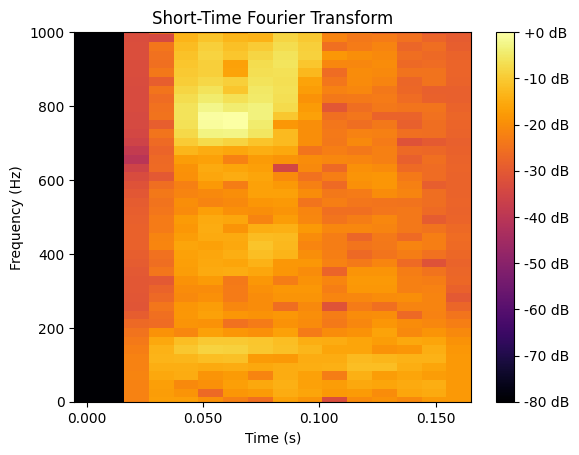 Short-Time Fourier Transform
1000
800
600
400
200
0
Frequency (Hz)
0.000
0.050
0.100
0.150
Time (s)
+0 dB
-10 dB
-20 dB
-30 dB
-40 dB
-50 dB
-60 dB
-70 dB
-80 dB